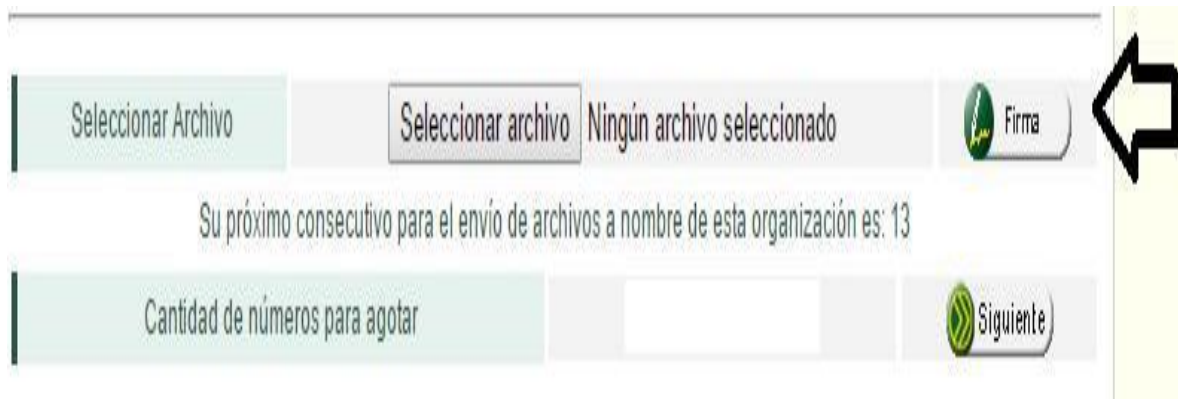 Seleccionar Archivo Seleccionar archivo Ningún archivo seleccionado Firma
Su próximo consecutivo para el envío de archivos a nombre de esta organización es: 13
Cantidad de números para agotar Siguiente